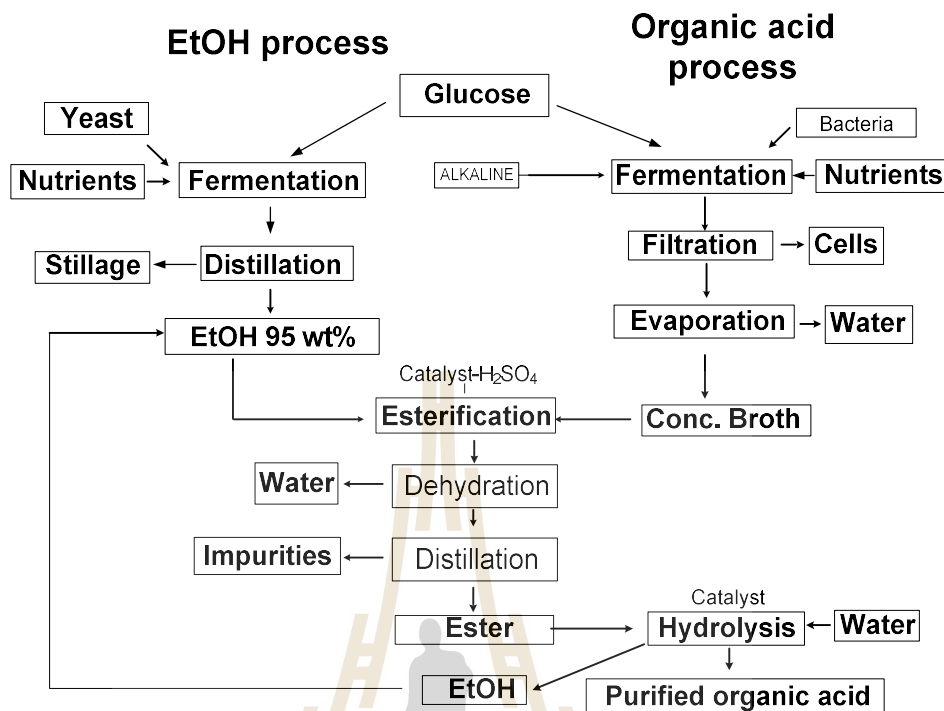 EtOH process
Organic acid
process
Glucose
Yeast
Bacteria
Nutrients
Fermentation
ALKALINE
Fermentation
Nutrients
Filtration
Cells
Stillage
Distillation
Evaporation
Water
EtOH 95 wt%
Catalyst-H₂SO₄
Esterification
Conc. Broth
Water
Dehydration
Impurities
Distillation
Catalyst
Ester
Hydrolysis
Water
EtOH
Purified organic acid